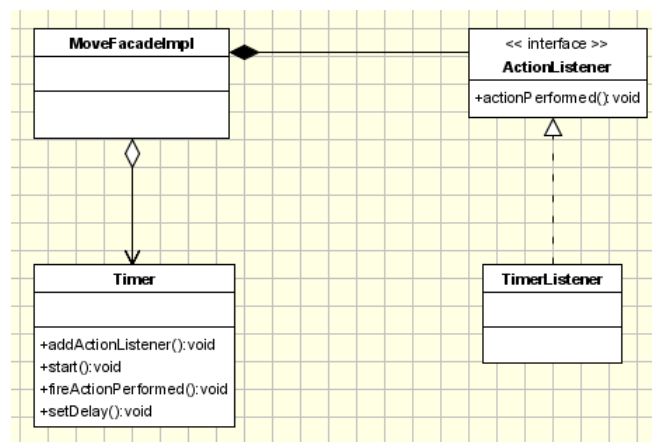 MoveFacadeImpl
<< interface >>
ActionListener
+actionPerformed():void
Timer
+addActionListener():void
+start():void
+fireActionPerformed():void
+setDelay():void
TimerListener